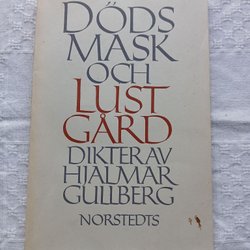 DÖDS
MASK
OCH
LUST
GÅRD
DIKTER AV
HJALMAR
GULLBERG
NORSTEDTS